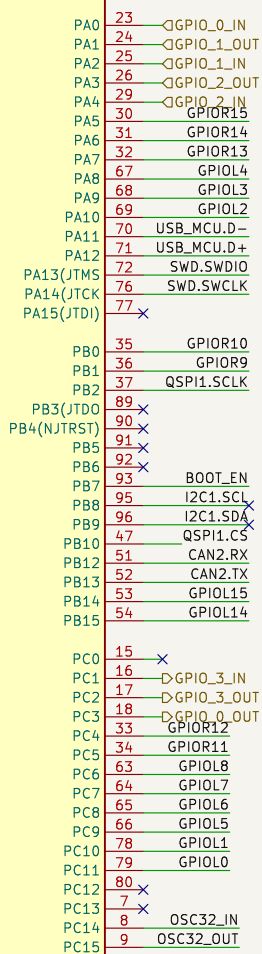 PA0 23 GPIO_0_IN
PA1 24 GPIO_1_OUT
PA2 25 GPIO_1_IN
PA3 26 GPIO_2_OUT
PA4 29 GPIO_2_IN
PA5 30 GPIOR15
PA6 31 GPIOR14
PA7 32 GPIOR13
PA8 67 GPIOL4
PA9 68 GPIOL3
PA10 69 GPIOL2
PA11 70 USB_MCU.D-
PA12 71 USB_MCU.D+
PA13(JTMS 72 SWD.SWDIO
PA14(JTCK 76 SWD.SWCLK
PA15(JTDI) 77
PB0 35 GPIOR10
PB1 36 GPIOR9
PB2 37 QSPI1.SCLK
PB3(JTDO 89
PB4(NJTRST) 90
PB5 91
PB6 92
PB7 93 BOOT_EN
PB8 95 I2C1.SCL
PB9 96 I2C1.SDA
PB10 47 QSPI1.CS
PB12 51 CAN2.RX
PB13 52 CAN2.TX
PB14 53 GPIOL15
PB15 54 GPIOL14
PC0 15
PC1 16 GPIO_3_IN
PC2 17 GPIO_3_OUT
PC3 18 GPIO_0_OUT
PC4 33 GPIOR12
PC5 34 GPIOR11
PC6 63 GPIOL8
PC7 64 GPIOL7
PC8 65 GPIOL6
PC9 66 GPIOL5
PC10 78 GPIOL1
PC11 79 GPIOL0
PC12 80
PC13 7
PC14 8 OSC32_IN
PC15 9 OSC32_OUT